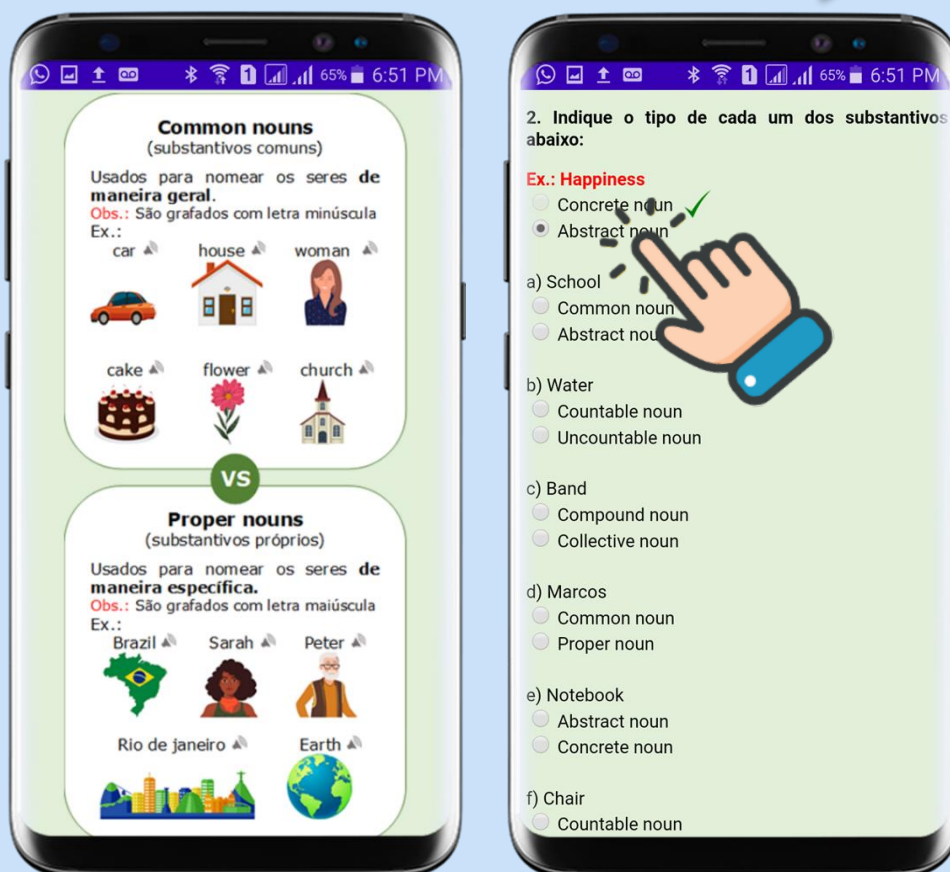 65% 6:51 PM
Common nouns
(substantivos comuns)
Usados para nomear os seres de
maneira geral.
Obs.: São grafados com letra minúscula
Ex.:
car house woman
cake flower church
VS
Proper nouns
(substantivos próprios)
Usados para nomear os seres de
maneira específica.
Obs.: São grafados com letra maiúscula
Ex.:
Brazil Sarah Peter
Rio de janeiro Earth
1 65% 6:51 PM
2. Indique o tipo de cada um dos substantivos
abaixo:
Ex.: Happiness
Concrete noun
Abstract noun
a) School
Common noun
Abstract noun
b) Water
Countable noun
Uncountable noun
c) Band
Compound noun
Collective noun
d) Marcos
Common noun
Proper noun
e) Notebook
Abstract noun
Concrete noun
f) Chair
Countable noun